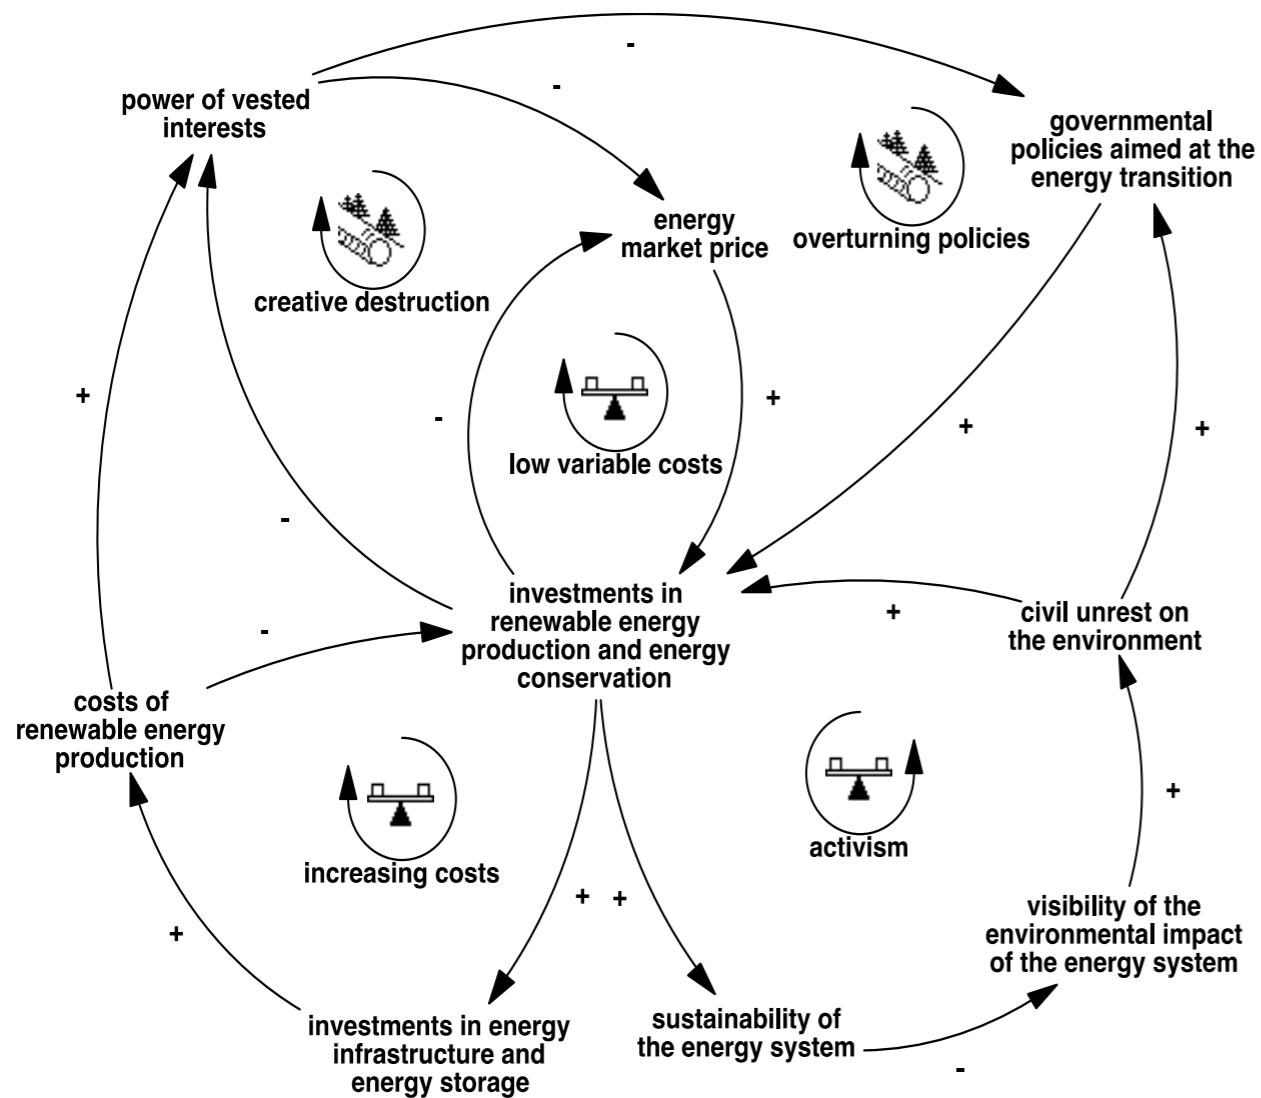 -
-
power of vested
interests
governmental
policies aimed at the
energy transition
energy
market price
overturning policies
creative destruction
+
-
+
+
+
low variable costs
-
investments in
renewable energy
production and energy
conservation
+
civil unrest on
the environment
-
costs of
renewable energy
production
+
activism
increasing costs
+
+
+
visibility of the
environmental impact
of the energy system
investments in energy
infrastructure and
energy storage
sustainability of
the energy system
-